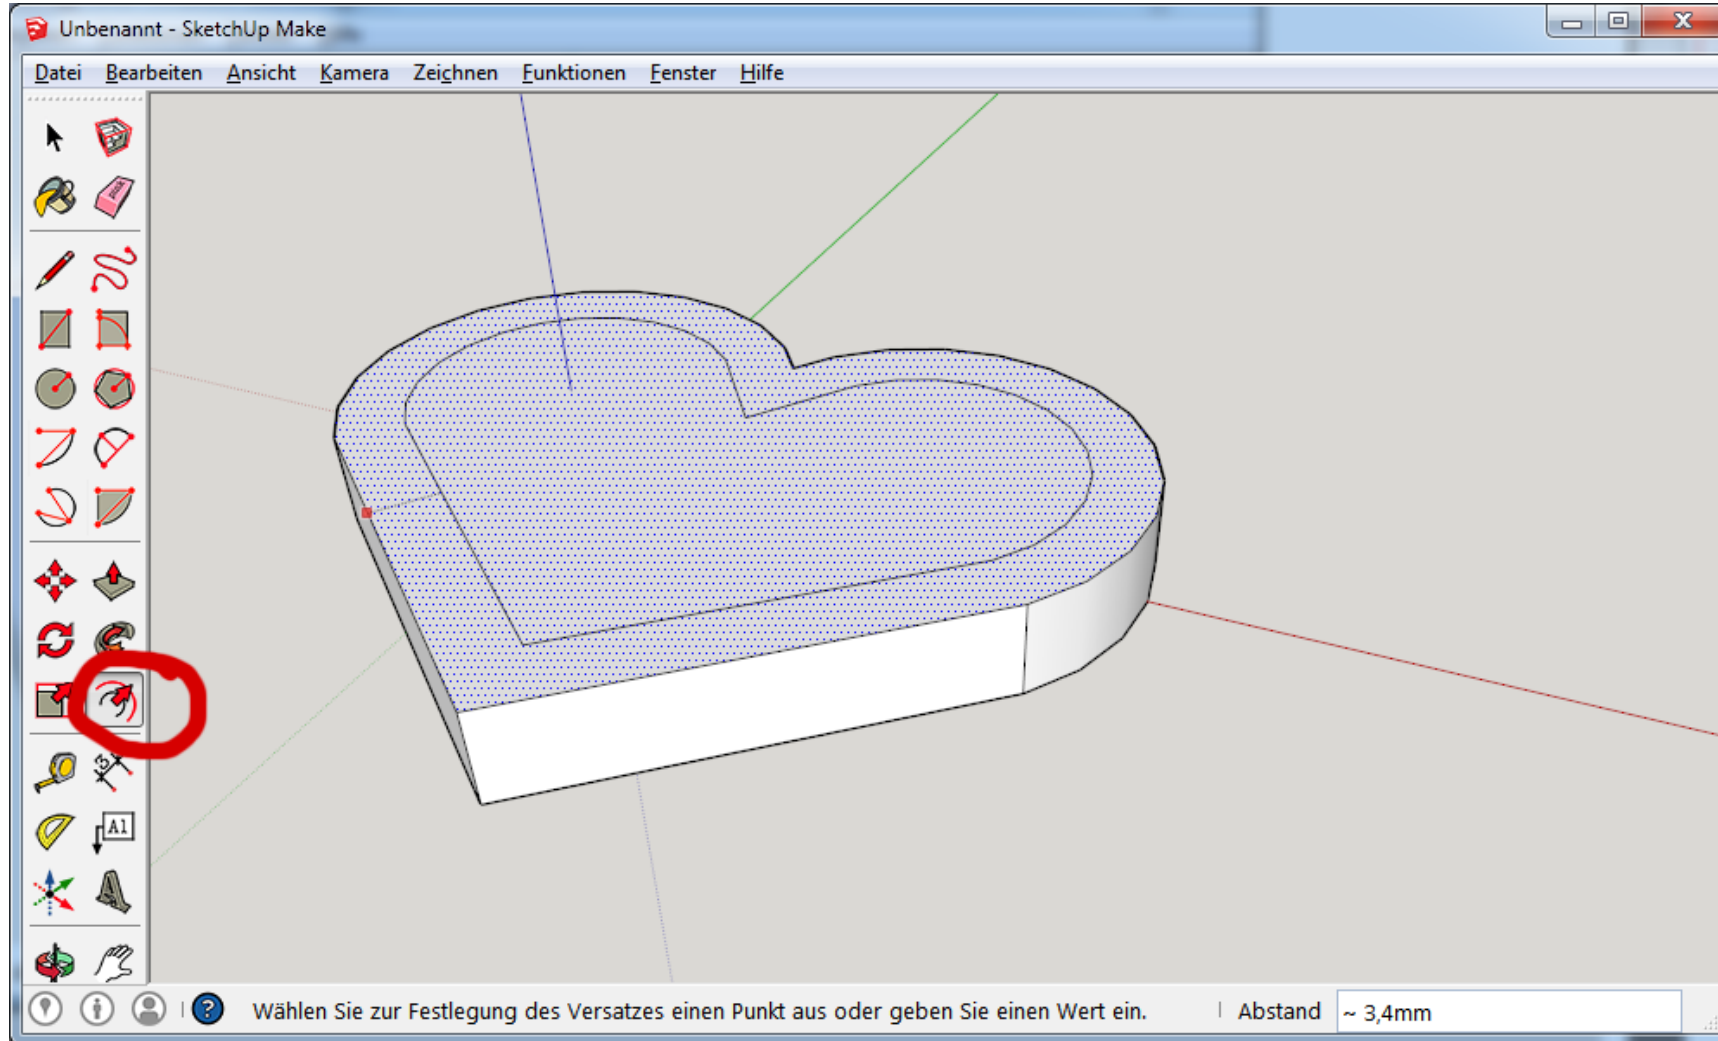 Unbenannt - SketchUp Make
Datei Bearbeiten Ansicht Kamera Zeichnen Funktionen Fenster Hilfe
A1
Wählen Sie zur Festlegung des Versatzes einen Punkt aus oder geben Sie einen Wert ein. Abstand ~ 3,4mm